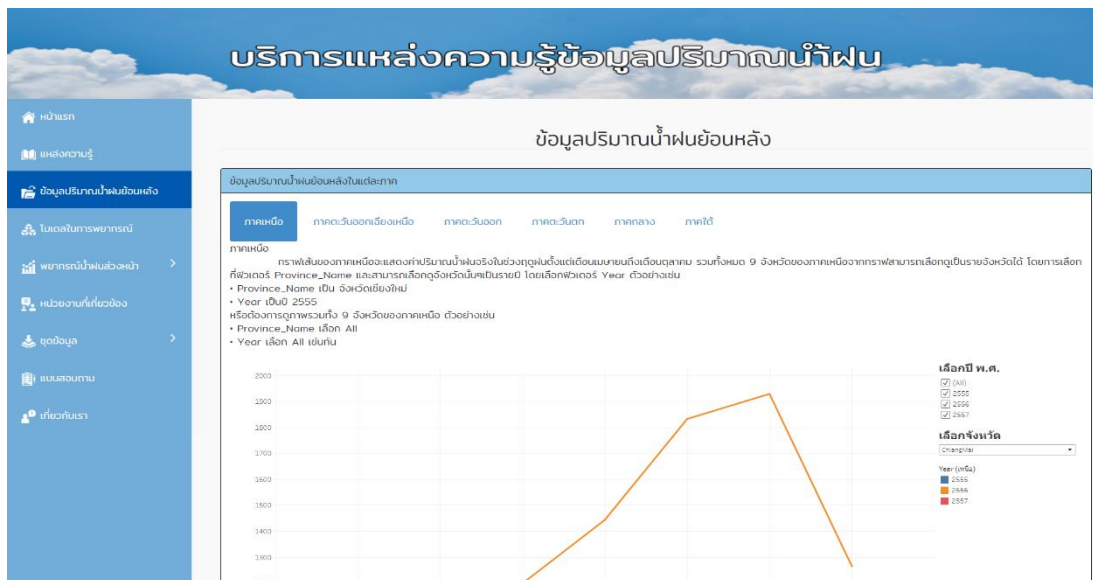 บริการแหล่งความรู้ข้อมูลปริมาณน้ำฝน
หน้าแรก
แหล่งความรู้
ข้อมูลปริมาณน้ำฝนย้อนหลัง
โมเดลในการพยากรณ์
พยากรณ์น้ำฝนล่วงหน้า
หน่วยงานที่เกี่ยวข้อง
ชุดข้อมูล
แบบสอบถาม
เกี่ยวกับเรา
ข้อมูลปริมาณน้ำฝนย้อนหลัง
ข้อมูลปริมาณน้ำฝนย้อนหลังในแต่ละภาค
ภาคเหนือ ภาคตะวันออกเฉียงเหนือ ภาคตะวันออก ภาคตะวันตก ภาคกลาง ภาคใต้
ภาคเหนือ
กราฟเส้นของภาคเหนือจะแสดงค่าปริมาณน้ำฝนจริงในช่วงฤดูฝนตั้งแต่เดือนเมษายนถึงเดือนตุลาคม รวมทั้งหมด 9 จังหวัดของภาคเหนือจากกราฟสามารถเลือกดูเป็นรายจังหวัดได้ โดยการเลือก
ที่ฟิวเตอร์ Province_Name และสามารถเลือกดูจังหวัดนั้นๆเป็นรายปี โดยเลือกฟิวเตอร์ Year ตัวอย่างเช่น
• Province_Name เป็น จังหวัดเชียงใหม่
• Year เป็นปี 2555
หรือต้องการดูภาพรวมทั้ง 9 จังหวัดของภาคเหนือ ตัวอย่างเช่น
• Province_Name เลือก All
• Year เลือก All เช่นกัน
2000
1900
1800
1700
1600
1500
1400
1300
เลือกปี พ.ศ.
(All)
2555
2556
2557
เลือกจังหวัด
ChiangMai
Year (เหนือ)
2555
2556
2557